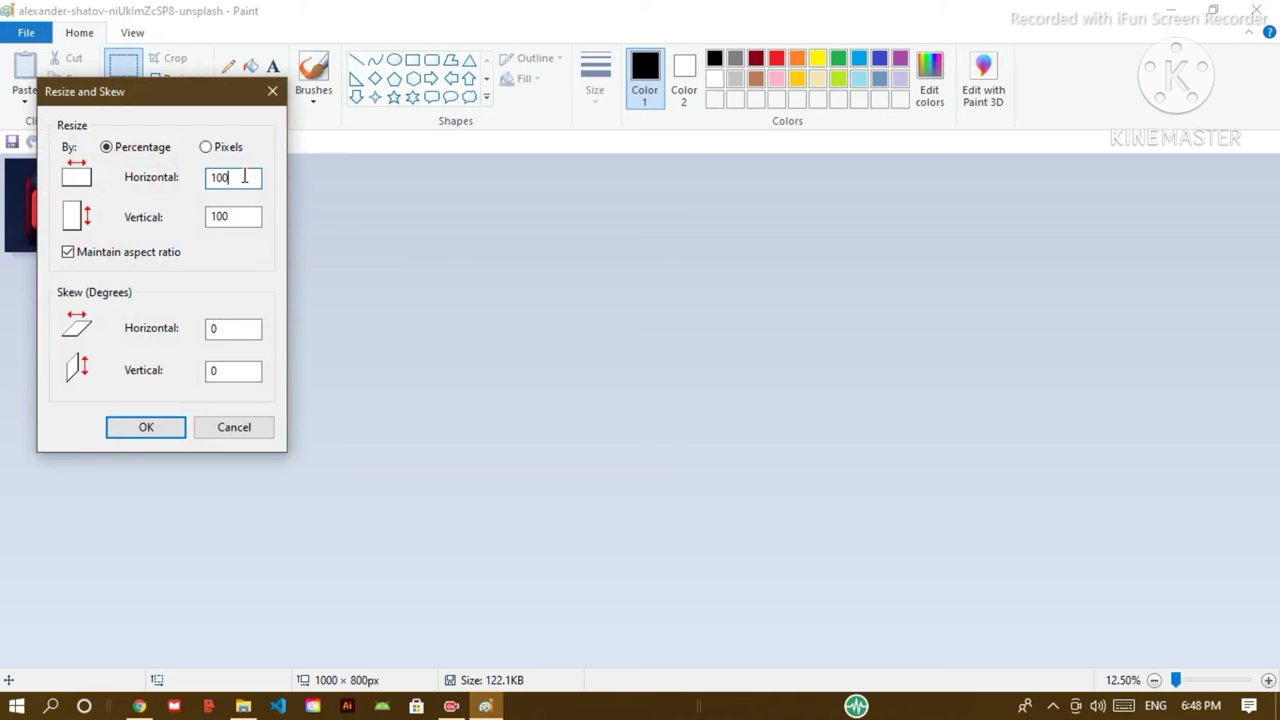 alexander-shatov-niUklmZcSP8-unsplash - Paint
Recorded with iFun Screen Recorder
File
Home
View
Cut
Crop
Paste
Brushes
Outline
Fill
Size
Color 1
Color 2
Edit colors
Edit with Paint 3D
Shapes
Colors
K
KINEMASTER
Resize and Skew
Resize
By: Percentage Pixels
Horizontal: 100
Vertical: 100
Maintain aspect ratio
Skew (Degrees)
Horizontal: 0
Vertical: 0
OK Cancel
1000 × 800px
Size: 122.1KB
12.50%
Ai
ENG
6:48 PM